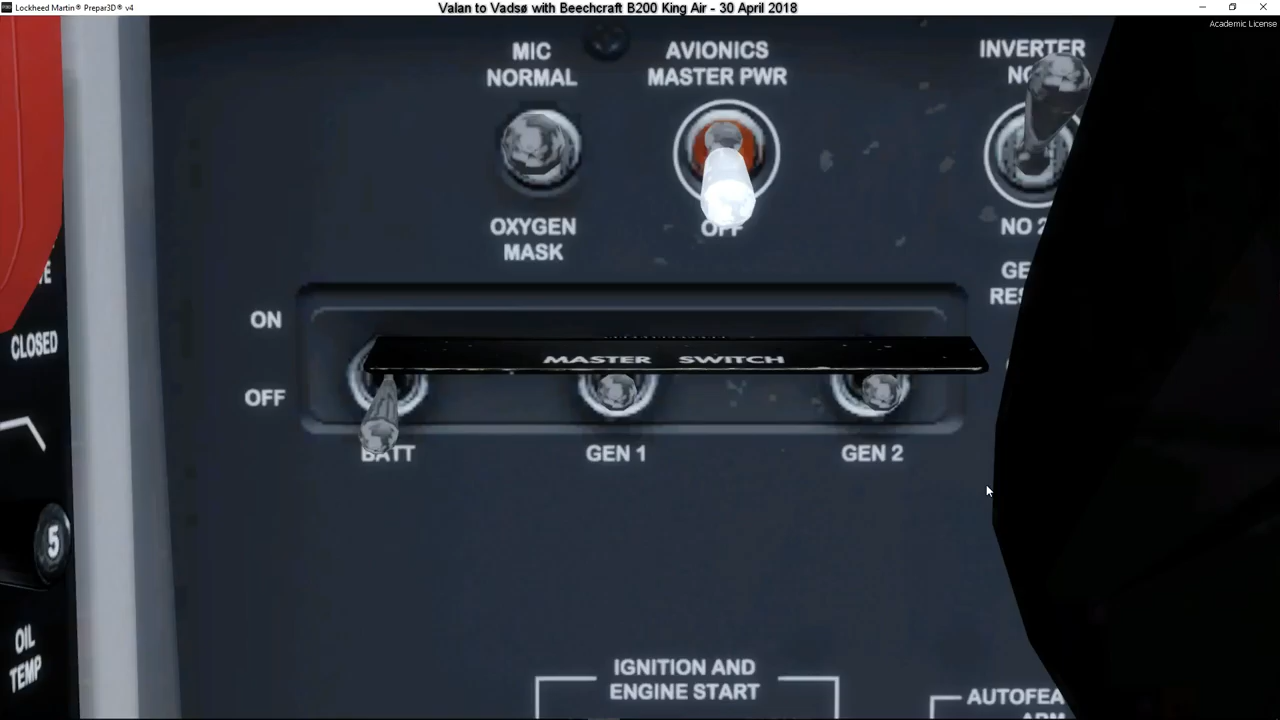 Lockheed Martin® Prepar3D® v4
Valan to Vadsø with Beechcraft B200 King Air - 30 April 2018
Academic License
MIC
NORMAL
AVIONICS
MASTER PWR
INVERTER
OXYGEN
MASK
OFF
NO 2
ON
OFF
CLOSED
MASTER SWITCH
BATT
GEN 1
GEN 2
5
OIL
TEMP
IGNITION AND
ENGINE START